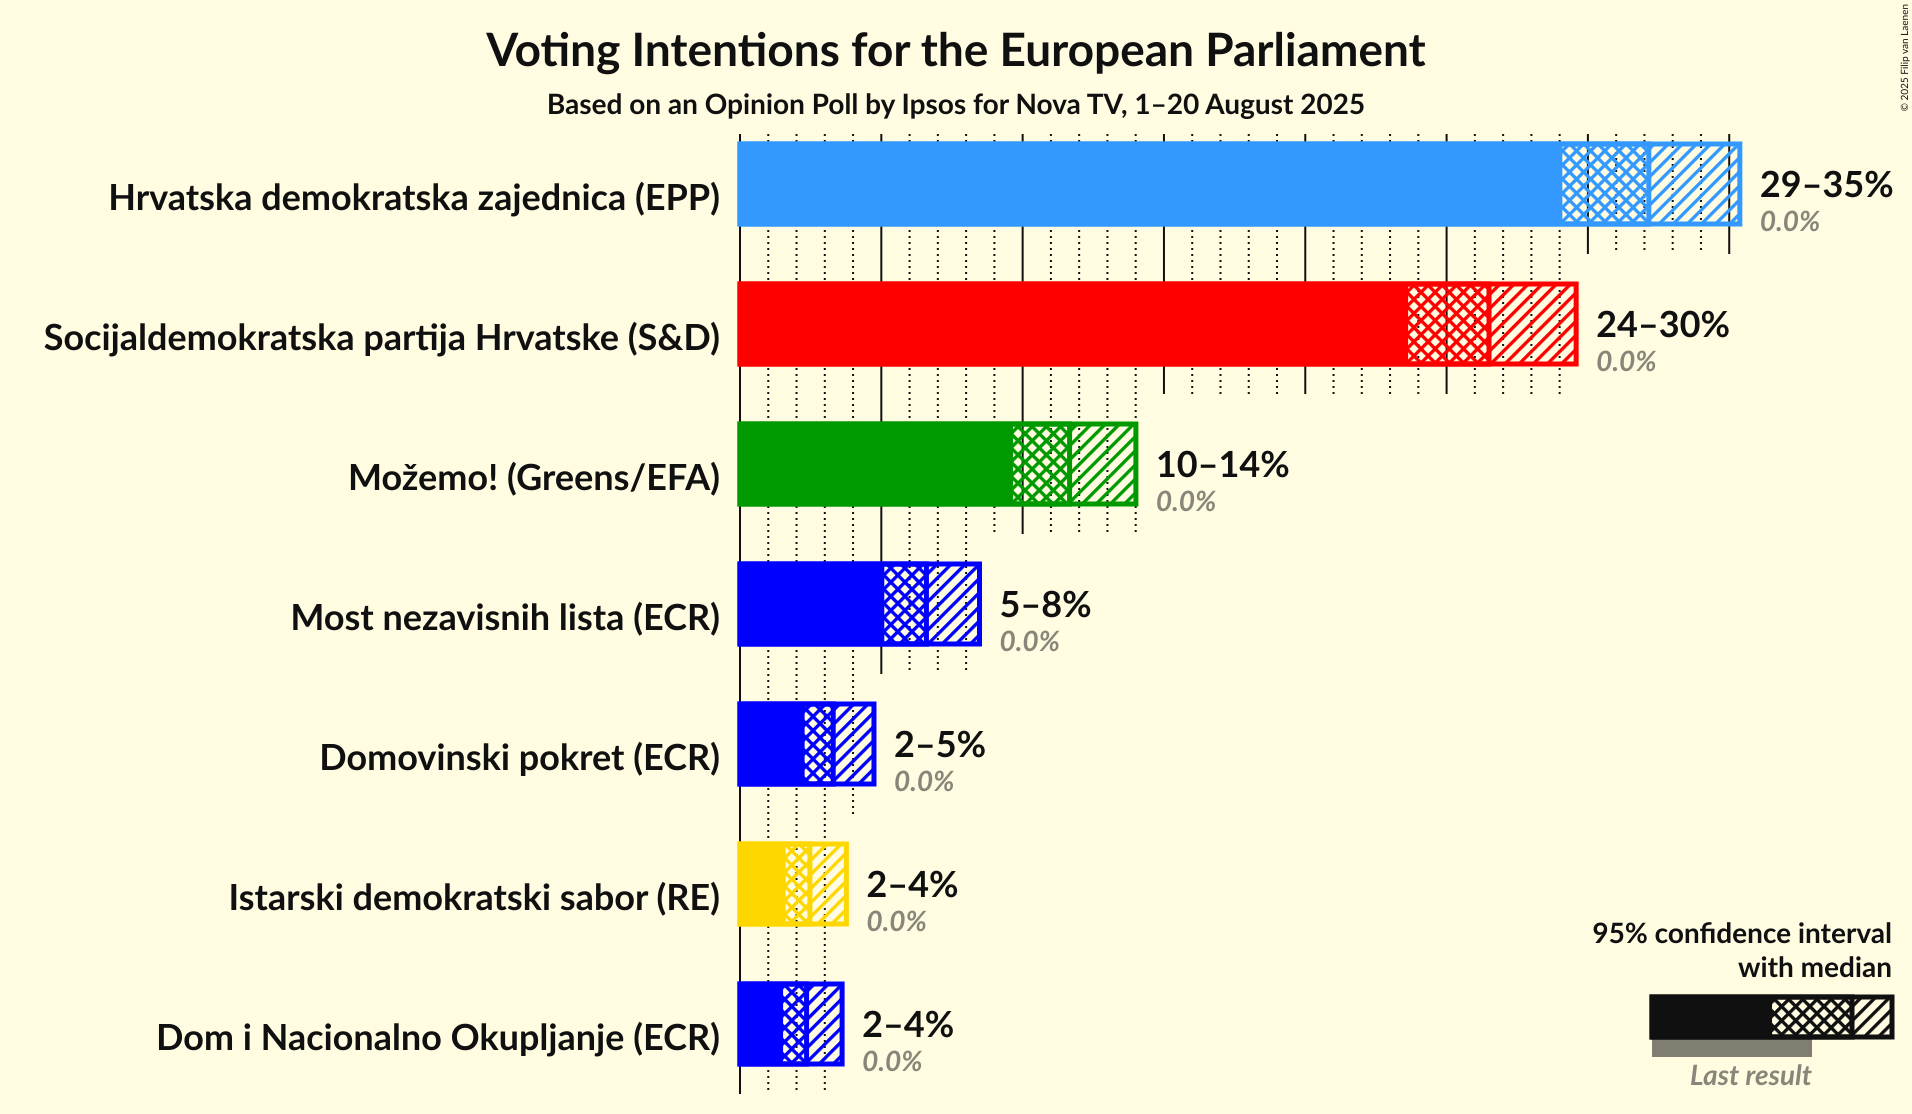 Voting Intentions for the European Parliament
Based on an Opinion Poll by Ipsos for Nova TV, 1–20 August 2025
© 2025 Filip van Laenen
Hrvatska demokratska zajednica (EPP)
29–35%
0.0%
Socijaldemokratska partija Hrvatske (S&D)
24–30%
0.0%
Možemo! (Greens/EFA)
10–14%
0.0%
Most nezavisnih lista (ECR)
5–8%
0.0%
Domovinski pokret (ECR)
2–5%
0.0%
Istarski demokratski sabor (RE)
2–4%
0.0%
Dom i Nacionalno Okupljanje (ECR)
2–4%
0.0%
95% confidence interval
with median
Last result